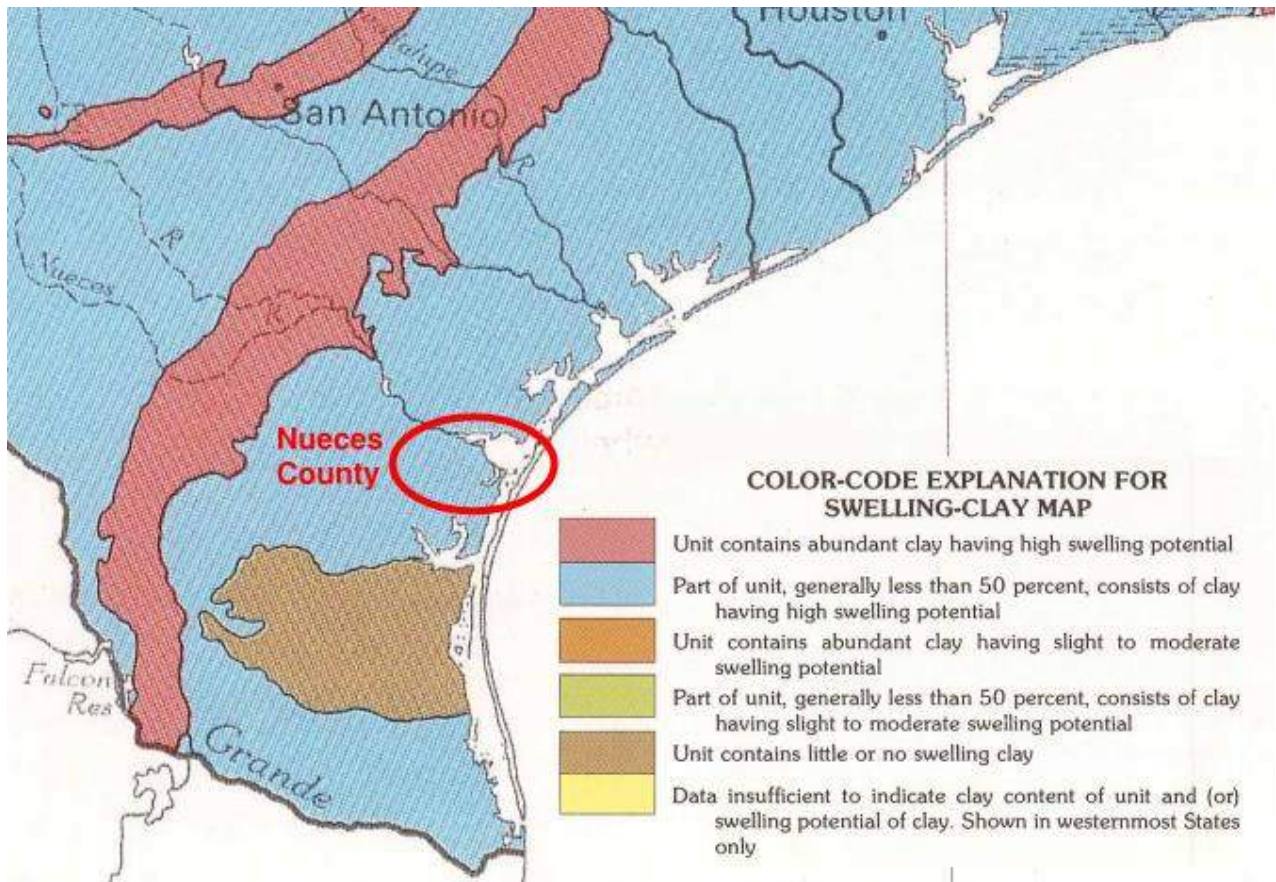 Houston
San Antonio
R
R
Nueces
R
Nueces
County
Falcon
Res
Grande
COLOR-CODE EXPLANATION FOR
SWELLING-CLAY MAP
Unit contains abundant clay having high swelling potential
Part of unit, generally less than 50 percent, consists of clay
having high swelling potential
Unit contains abundant clay having slight to moderate
swelling potential
Part of unit, generally less than 50 percent, consists of clay
having slight to moderate swelling potential
Unit contains little or no swelling clay
Data insufficient to indicate clay content of unit and (or)
swelling potential of clay. Shown in westernmost States
only